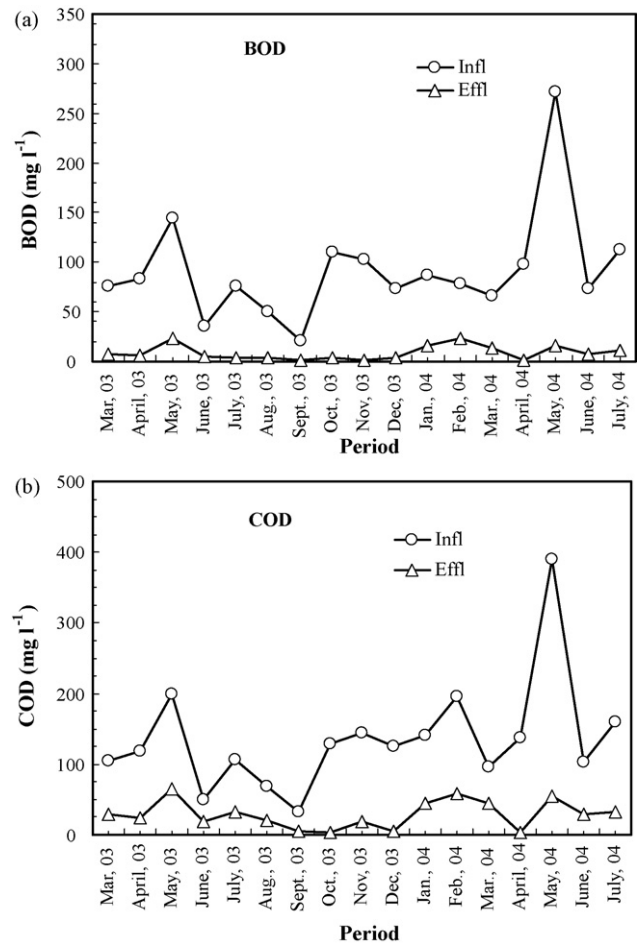 (a)
350
300
250
200
150
100
50
0
BOD (mg l⁻¹)
BOD
Infl
Effl
Mar, 03
April, 03
May, 03
June, 03
July, 03
Aug., 03
Sept., 03
Oct., 03
Nov, 03
Dec, 03
Jan., 04
Feb., 04
Mar., 04
April, 04
May, 04
June, 04
July, 04
Period
(b)
500
400
300
200
100
0
COD (mg l⁻¹)
COD
Infl
Effl
Mar, 03
April, 03
May, 03
June, 03
July, 03
Aug., 03
Sept., 03
Oct., 03
Nov, 03
Dec, 03
Jan., 04
Feb., 04
Mar., 04
April, 04
May, 04
June, 04
July, 04
Period